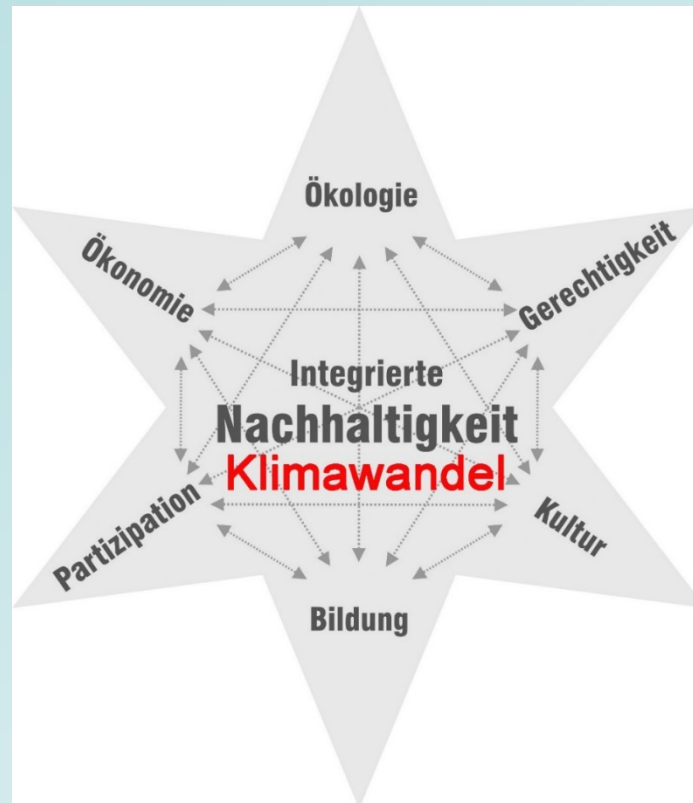 Ökologie
Ökonomie
Gerechtigkeit
Integrierte
Nachhaltigkeit
Klimawandel
Partizipation
Kultur
Bildung